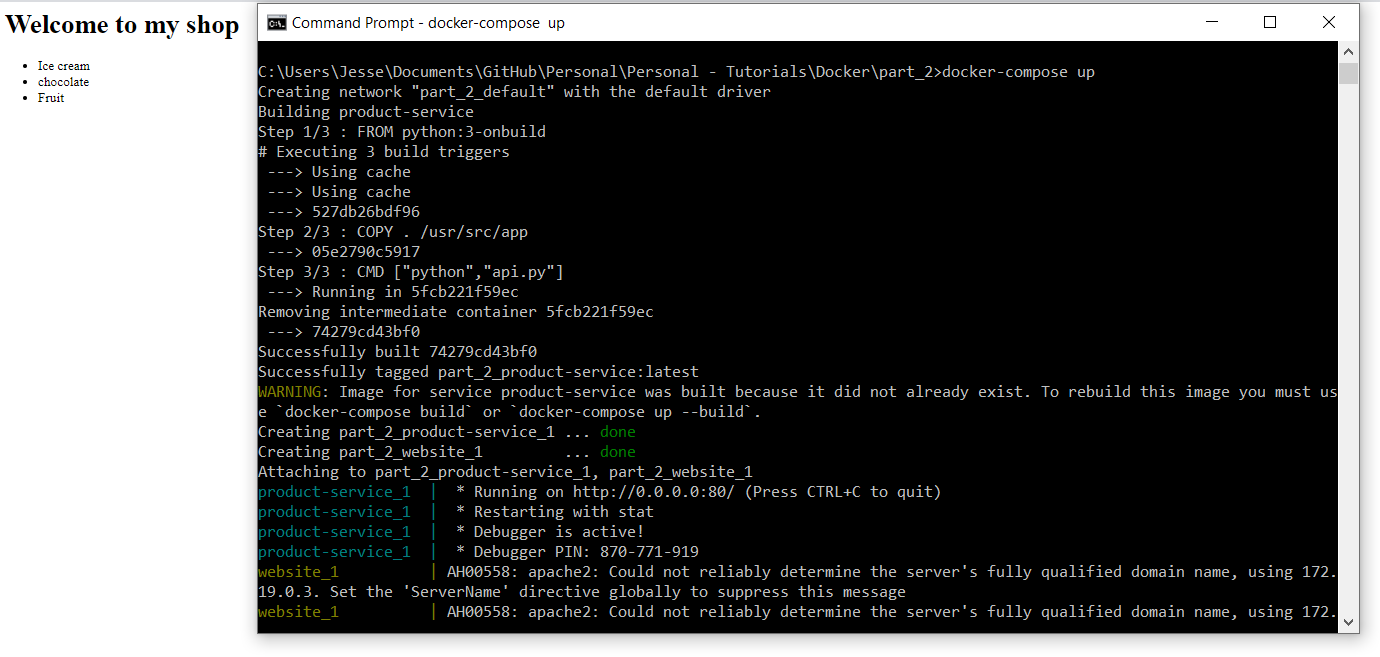 Welcome to my shop
Ice cream
chocolate
Fruit
Command Prompt - docker-compose  up
C:\Users\Jesse\Documents\GitHub\Personal\Personal - Tutorials\Docker\part_2>docker-compose up
Creating network "part_2_default" with the default driver
Building product-service
Step 1/3 : FROM python:3-onbuild
# Executing 3 build triggers
 ---> Using cache
 ---> Using cache
 ---> 527db26bdf96
Step 2/3 : COPY . /usr/src/app
 ---> 05e2790c5917
Step 3/3 : CMD ["python","api.py"]
 ---> Running in 5fcb221f59ec
Removing intermediate container 5fcb221f59ec
 ---> 74279cd43bf0
Successfully built 74279cd43bf0
Successfully tagged part_2_product-service:latest
WARNING: Image for service product-service was built because it did not already exist. To rebuild this image you must us
e `docker-compose build` or `docker-compose up --build`.
Creating part_2_product-service_1 ... done
Creating part_2_website_1         ... done
Attaching to part_2_product-service_1, part_2_website_1
product-service_1  |  * Running on http://0.0.0.0:80/ (Press CTRL+C to quit)
product-service_1  |  * Restarting with stat
product-service_1  |  * Debugger is active!
product-service_1  |  * Debugger PIN: 870-771-919
website_1          | AH00558: apache2: Could not reliably determine the server's fully qualified domain name, using 172.
19.0.3. Set the 'ServerName' directive globally to suppress this message
website_1          | AH00558: apache2: Could not reliably determine the server's fully qualified domain name, using 172.